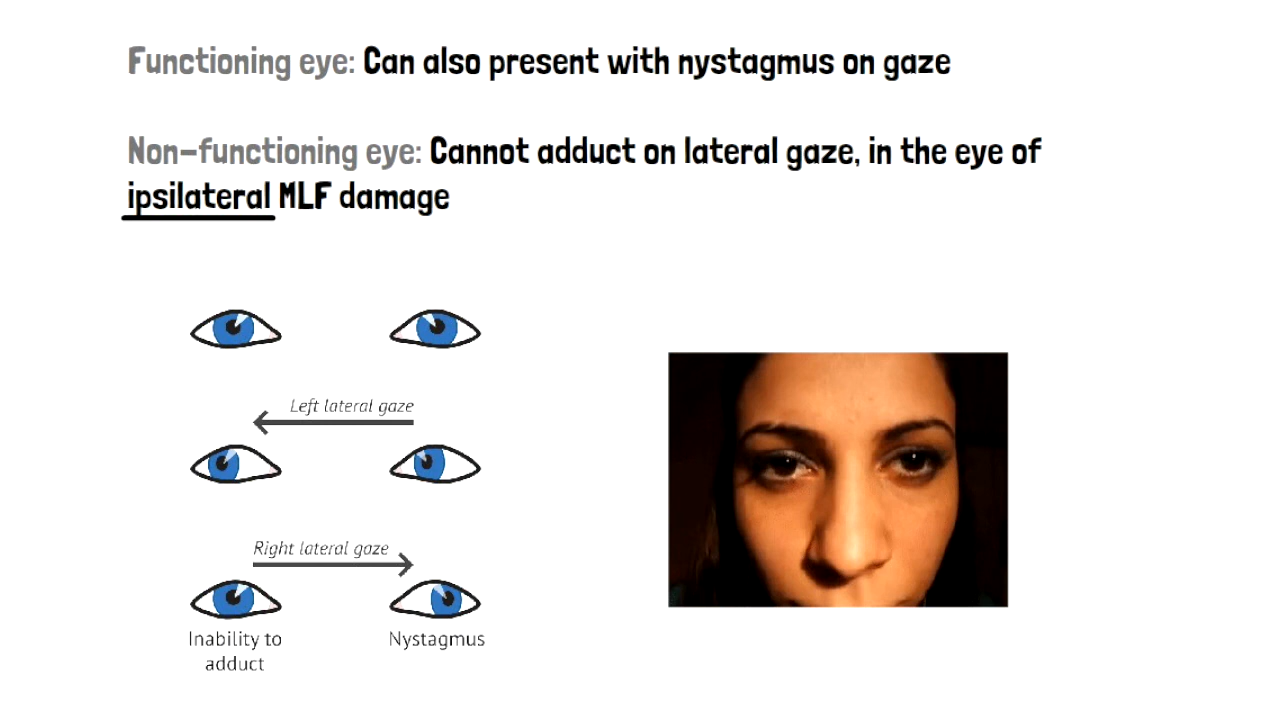 Functioning eye: Can also present with nystagmus on gaze
Non-functioning eye: Cannot adduct on lateral gaze, in the eye of
ipsilateral MLF damage
Left lateral gaze
Right lateral gaze
Inability to
adduct
Nystagmus